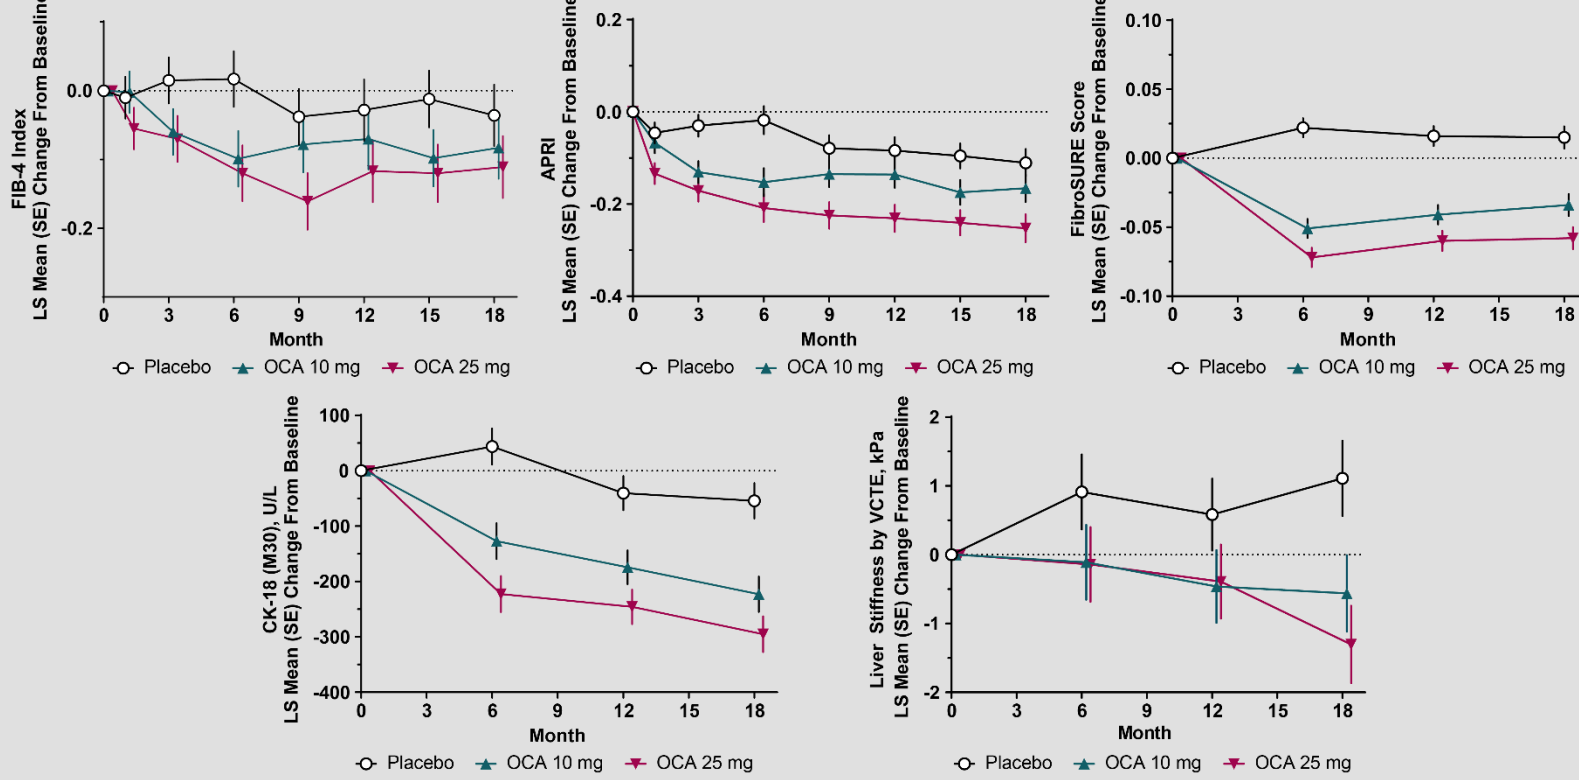 FIB-4 Index
LS Mean (SE) Change From Baseline
0.0
-0.2
0 3 6 9 12 15 18
Month
Placebo OCA 10 mg OCA 25 mg
APRI
LS Mean (SE) Change From Baseline
0.2
0.0
-0.2
-0.4
0 3 6 9 12 15 18
Month
Placebo OCA 10 mg OCA 25 mg
FibroSURE Score
LS Mean (SE) Change From Baseline
0.10
0.05
0.00
-0.05
-0.10
0 3 6 9 12 15 18
Month
Placebo OCA 10 mg OCA 25 mg
CK-18 (M30), U/L
LS Mean (SE) Change From Baseline
100
0
-100
-200
-300
-400
0 3 6 9 12 15 18
Month
Placebo OCA 10 mg OCA 25 mg
Liver Stiffness by VCTE, kPa
LS Mean (SE) Change From Baseline
2
1
0
-1
-2
0 3 6 9 12 15 18
Month
Placebo OCA 10 mg OCA 25 mg